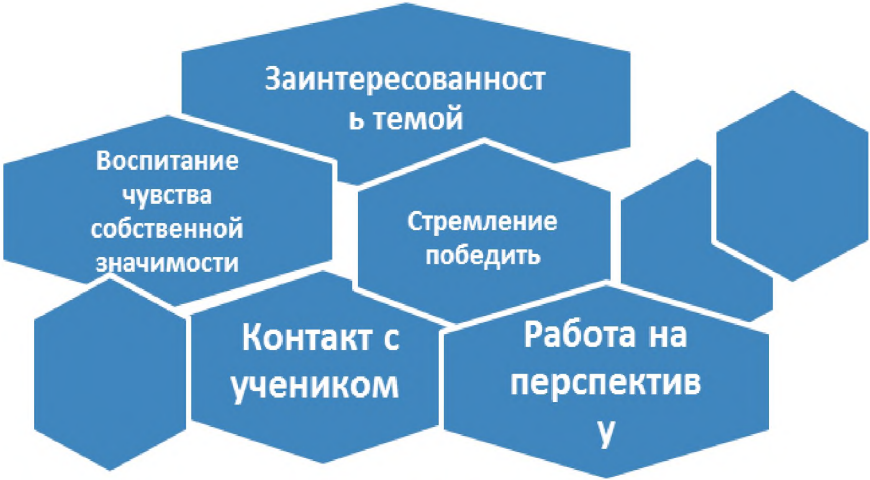 Заинтересованност
ь темой
Воспитание
чувства
собственной
значимости
Стремление
победить
Контакт с
учеником
Работа на
перспектив
у